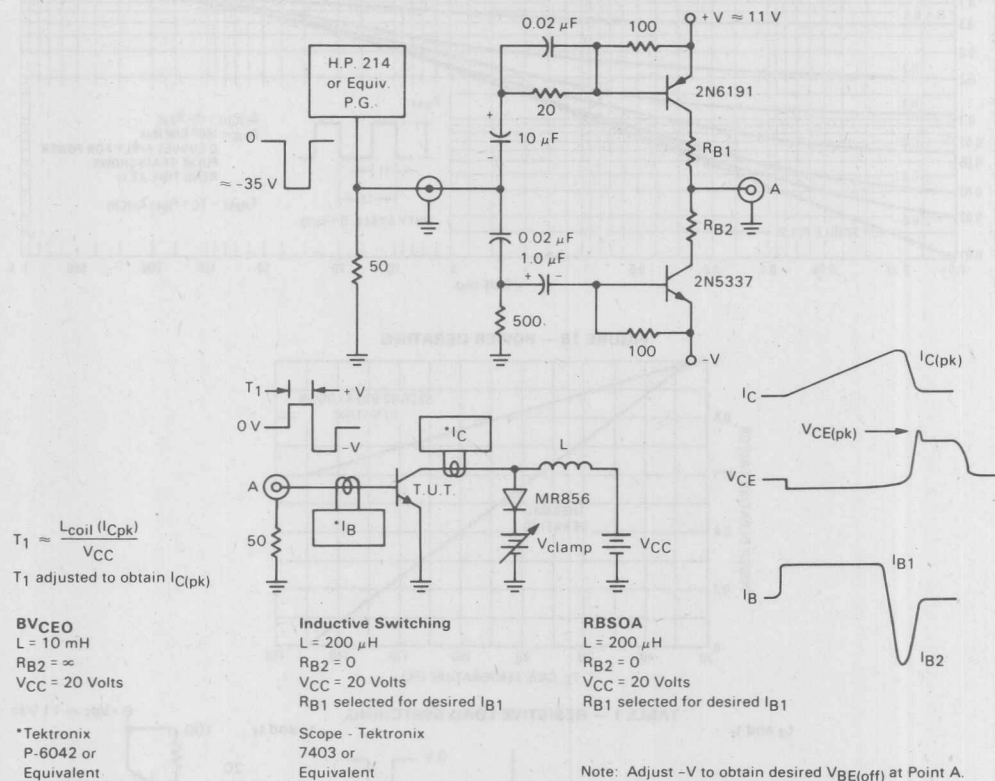 0.02 μF
100
+V ≈ 11 V
H.P. 214
or Equiv.
P.G.
20
2N6191
0
≈ -35 V
+
10 μF
−
RB1
A
RB2
50
0.02 μF
1.0 μF
+ −
2N5337
500
100
-V
T1
+V
0 V
-V
*IC
L
A
T.U.T.
MR856
*IB
50
Vclamp
VCC
T1 ≈ Lcoil (ICpk)
VCC
T1 adjusted to obtain IC(pk)
IC(pk)
IC
VCE(pk)
VCE
IB1
IB
IB2
BVCEO
L = 10 mH
RB2 = ∞
VCC = 20 Volts
*Tektronix
P-6042 or
Equivalent
Inductive Switching
L = 200 μH
RB2 = 0
VCC = 20 Volts
RB1 selected for desired IB1
Scope - Tektronix
7403 or
Equivalent
RBSOA
L = 200 μH
RB2 = 0
VCC = 20 Volts
RB1 selected for desired IB1
Note: Adjust -V to obtain desired VBE(off) at Point A.